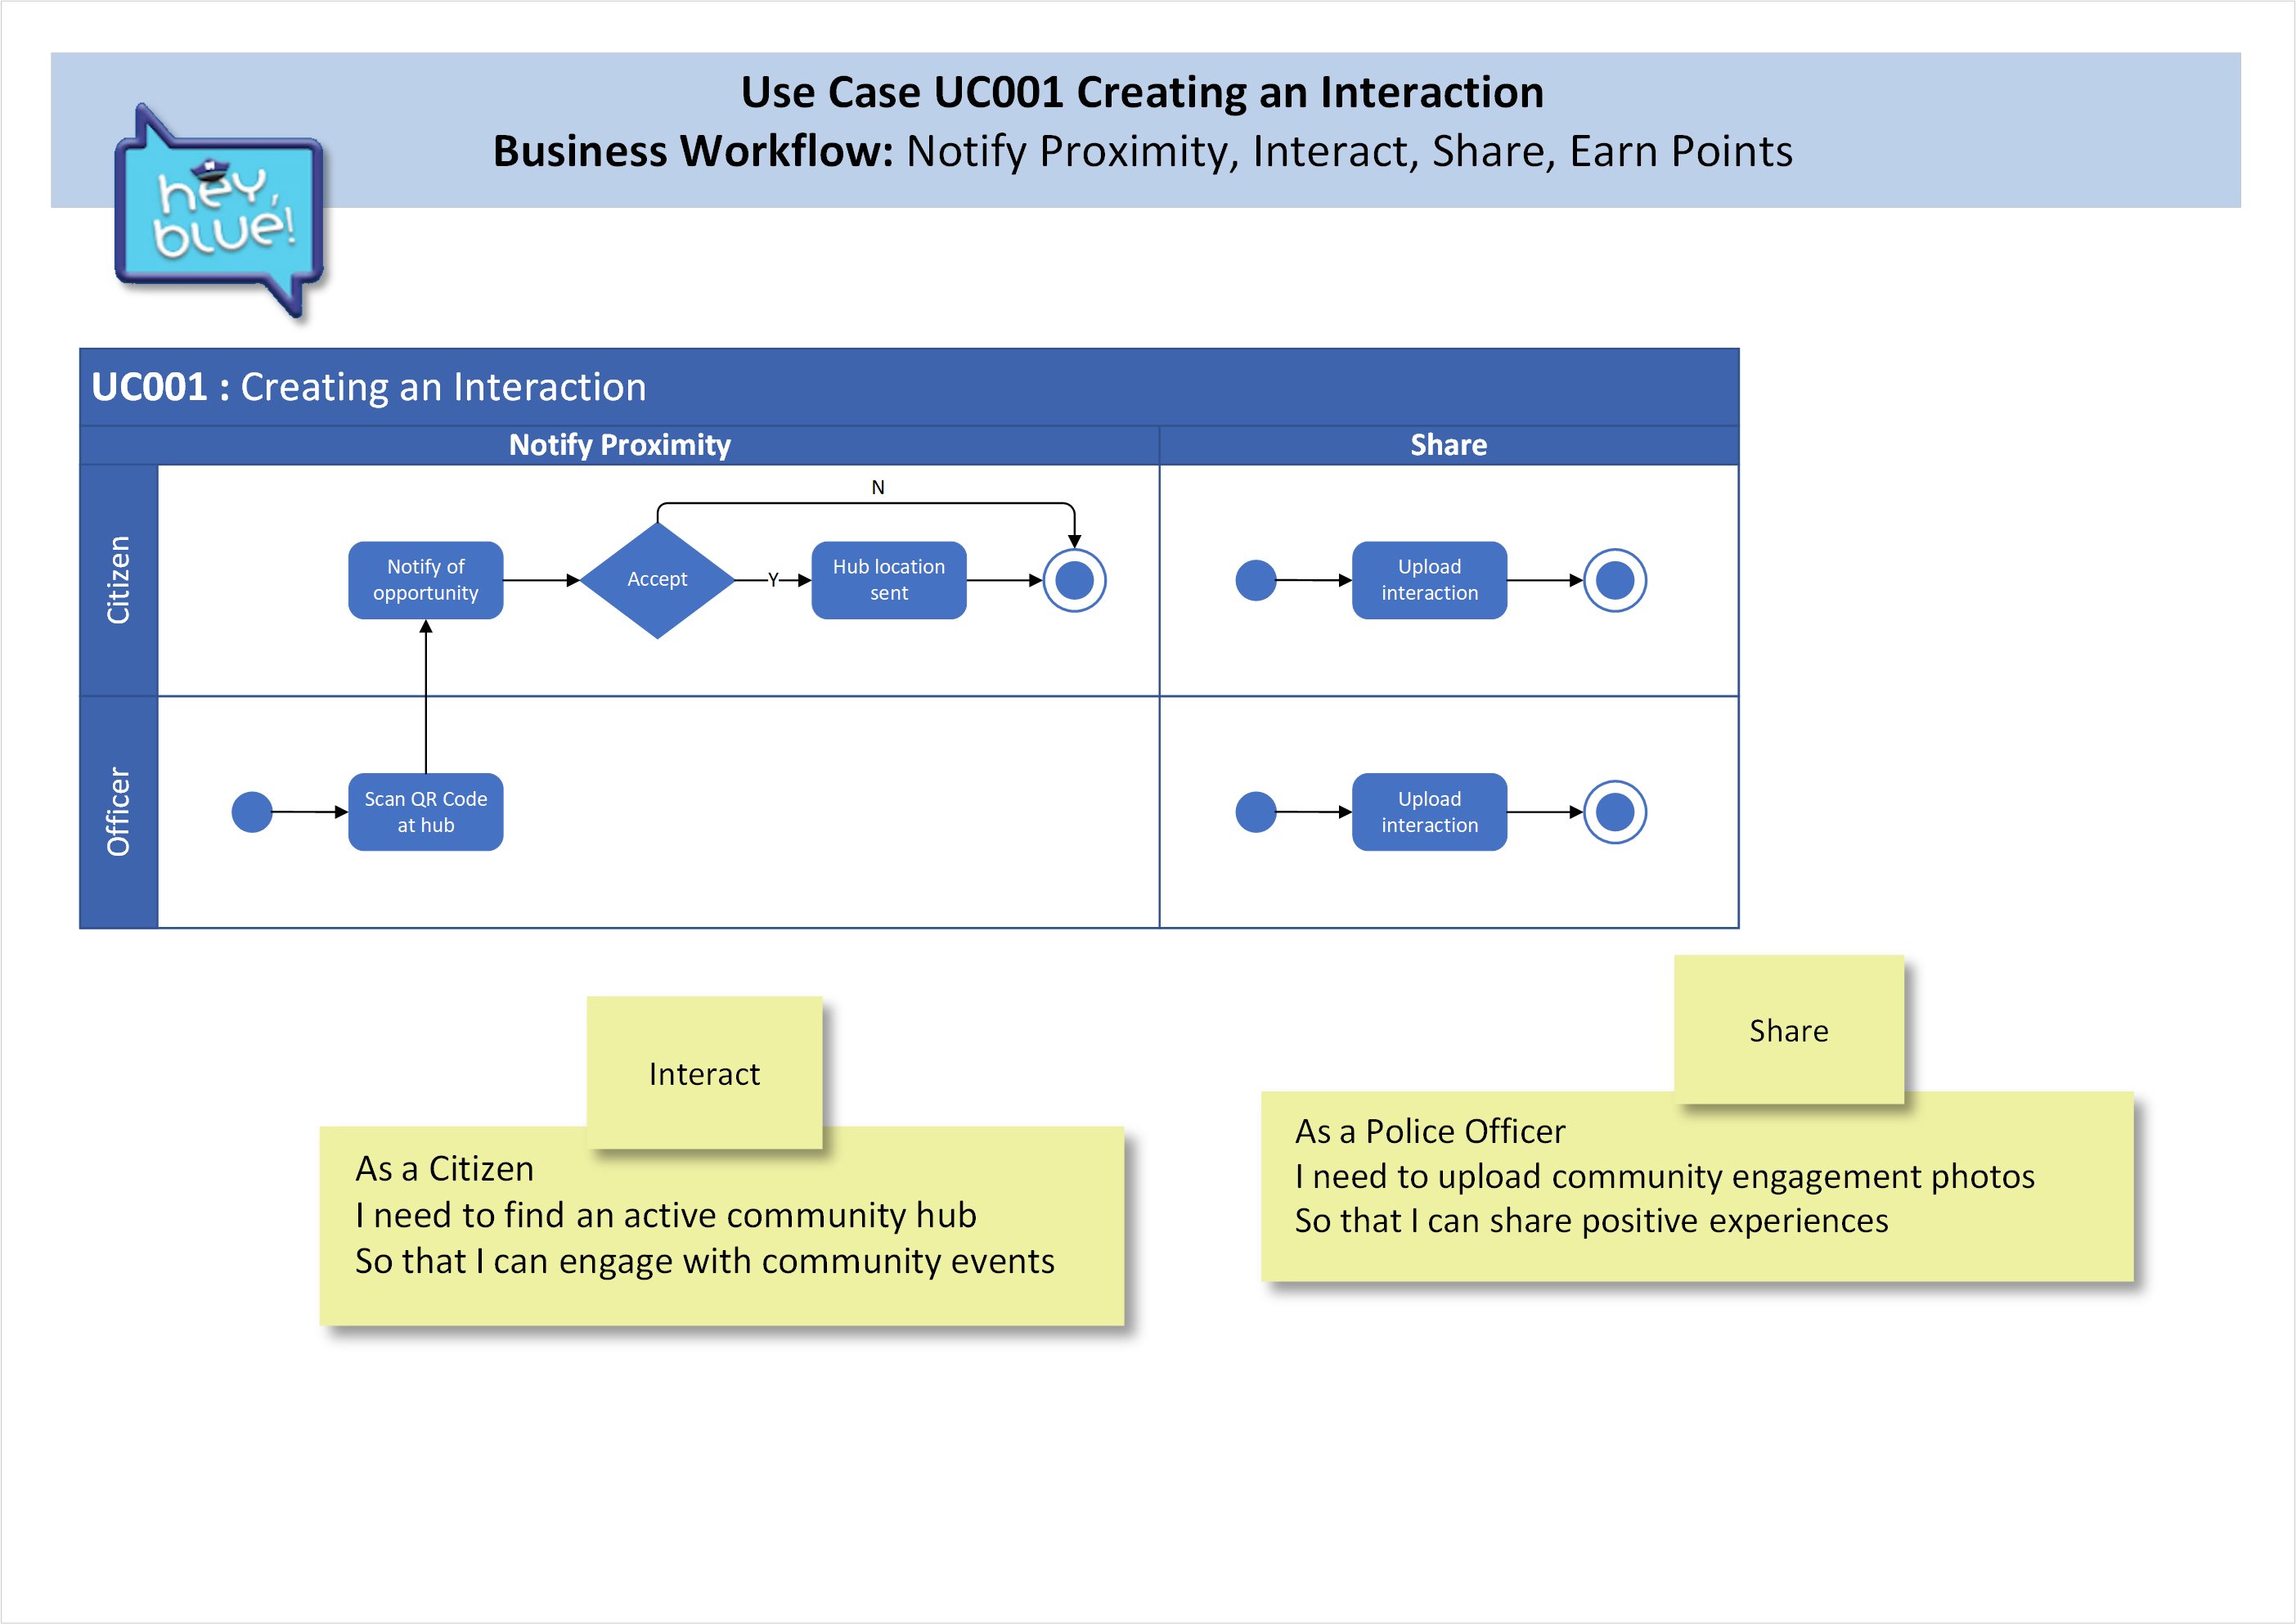 Use Case UC001 Creating an Interaction
Business Workflow: Notify Proximity, Interact, Share, Earn Points
hey,
blue!
UC001 : Creating an Interaction
Notify Proximity
Share
Citizen
N
Notify of
opportunity
Accept
Y
Hub location
sent
Upload
interaction
Officer
Scan QR Code
at hub
Upload
interaction
Interact
As a Citizen
I need to find an active community hub
So that I can engage with community events
Share
As a Police Officer
I need to upload community engagement photos
So that I can share positive experiences